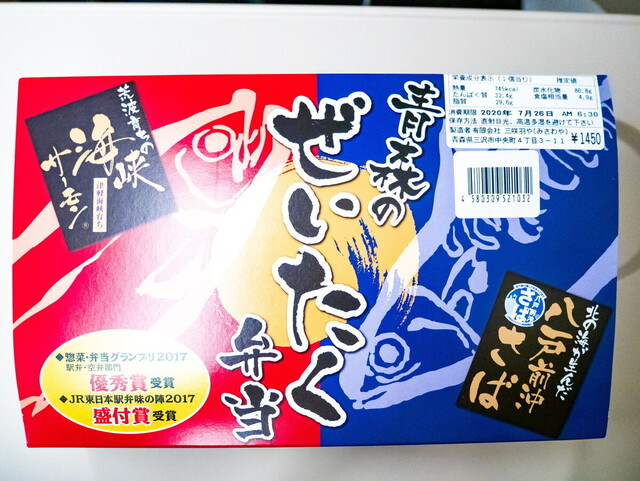 青森の
ぜいたく
弁当
荒波育ちの
海峡
サーモン®
津軽海峡育ち
栄養成分表示(1個当り) 推定値
熱量 745kcal 炭水化物 86.8g
たんぱく質 32.4g 食塩相当量 4.9g
脂質 29.6g
消費期限 2020年 7月26日 AM 6:30
保存方法 直射日光、高温多湿を避けて下さい
製造者 有限会社 三咲羽や(みさわや)
青森県三沢市中央町4丁目3-11 ¥1450
4 580309 521032
北の海が生んだ
八戸前沖
さば
◆惣菜・弁当グランプリ2017
駅弁・空弁部門
優秀賞受賞
◆JR東日本駅弁味の陣2017
盛付賞受賞